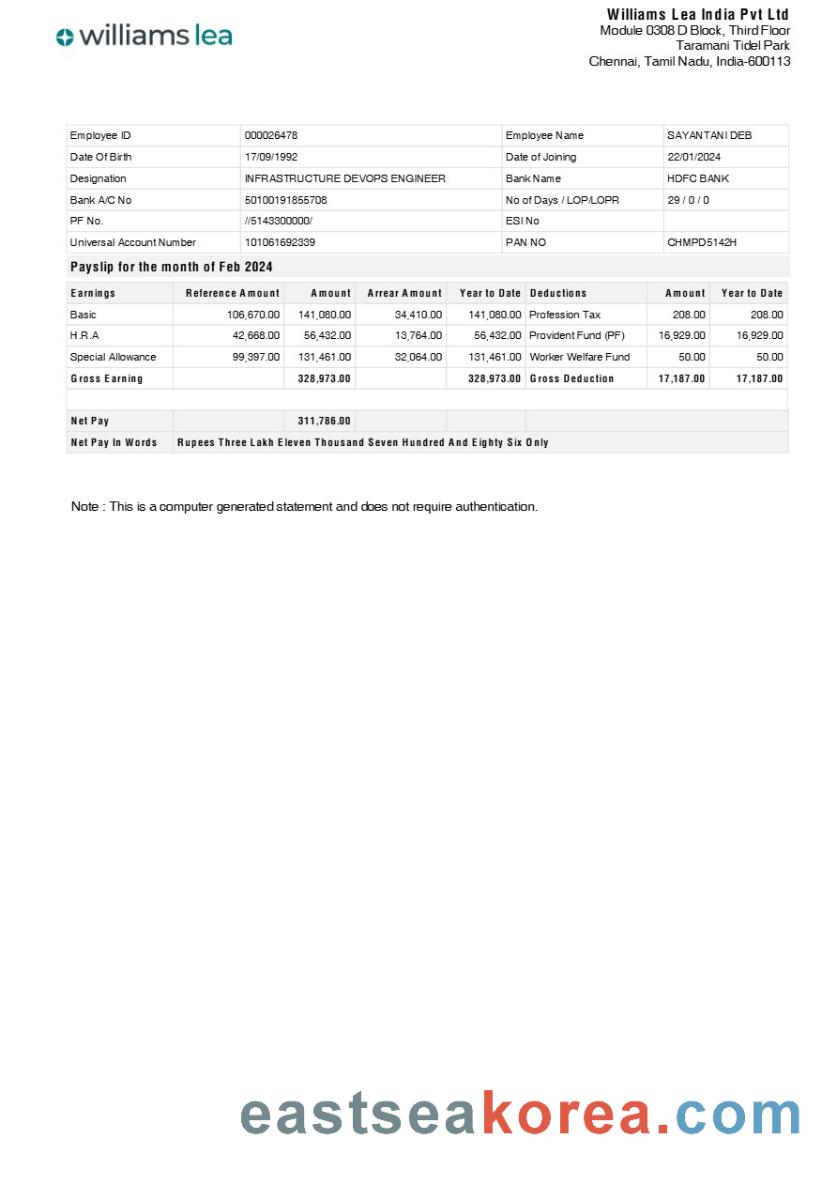 williams lea
Williams Lea India Pvt Ltd
Module 0308 D Block, Third Floor
Taramani Tidel Park
Chennai, Tamil Nadu, India-600113
Employee ID 000026478 Employee Name SAYANTANI DEB
Date Of Birth 17/09/1992 Date of Joining 22/01/2024
Designation INFRASTRUCTURE DEVOPS ENGINEER Bank Name HDFC BANK
Bank A/C No 50100191855708 No of Days / LOP/LOPR 29 / 0 / 0
PF No. //5143300000/ ESI No
Universal Account Number 101061692339 PAN NO CHMPD5142H
Payslip for the month of Feb 2024
Earnings Reference Amount Amount Arrear Amount Year to Date Deductions Amount Year to Date
Basic 106,670.00 141,080.00 34,410.00 141,080.00 Profession Tax 208.00 208.00
H.R.A 42,668.00 56,432.00 13,764.00 56,432.00 Provident Fund (PF) 16,929.00 16,929.00
Special Allowance 99,397.00 131,461.00 32,064.00 131,461.00 Worker Welfare Fund 50.00 50.00
Gross Earning 328,973.00 328,973.00 Gross Deduction 17,187.00 17,187.00
Net Pay 311,786.00
Net Pay In Words Rupees Three Lakh Eleven Thousand Seven Hundred And Eighty Six Only
Note : This is a computer generated statement and does not require authentication.
eastseakorea.com